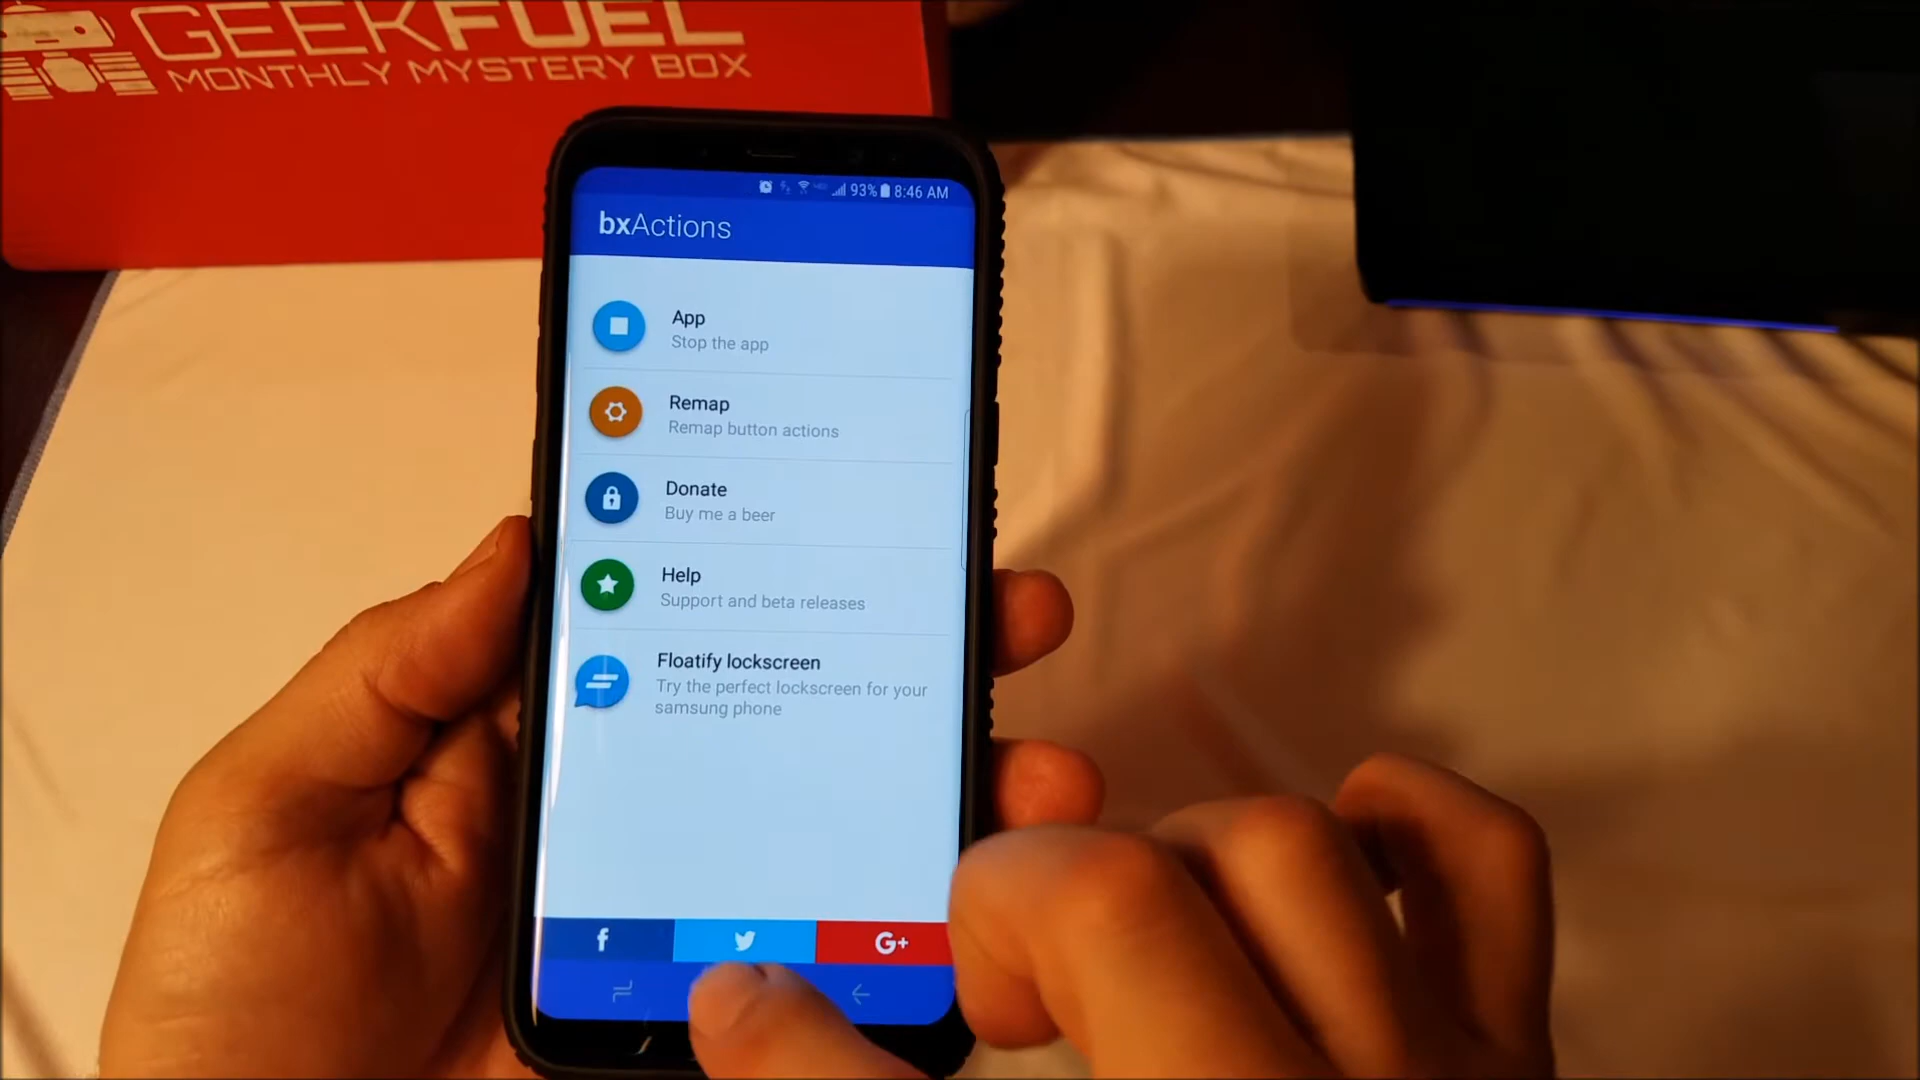 GEEKFUEL
MONTHLY MYSTERY BOX
93% 8:46 AM
bxActions
App
Stop the app
Remap
Remap button actions
Donate
Buy me a beer
Help
Support and beta releases
Floatify lockscreen
Try the perfect lockscreen for your
samsung phone
f
G+